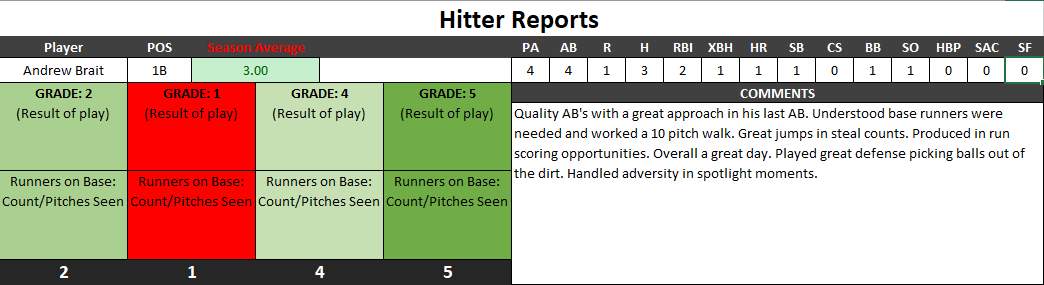 Hitter Reports
Player POS Season Average PA AB R H RBI XBH HR SB CS BB SO HBP SAC SF
Andrew Brait 1B 3.00 4 4 1 3 2 1 1 1 0 1 1 0 0 0
GRADE: 2 GRADE: 1 GRADE: 4 GRADE: 5 COMMENTS
(Result of play) (Result of play) (Result of play) (Result of play)
Quality AB's with a great approach in his last AB. Understood base runners were
needed and worked a 10 pitch walk. Great jumps in steal counts. Produced in run
scoring opportunities. Overall a great day. Played great defense picking balls out of
the dirt. Handled adversity in spotlight moments.
Runners on Base: Runners on Base: Runners on Base: Runners on Base:
Count/Pitches Seen Count/Pitches Seen Count/Pitches Seen Count/Pitches Seen
2 1 4 5